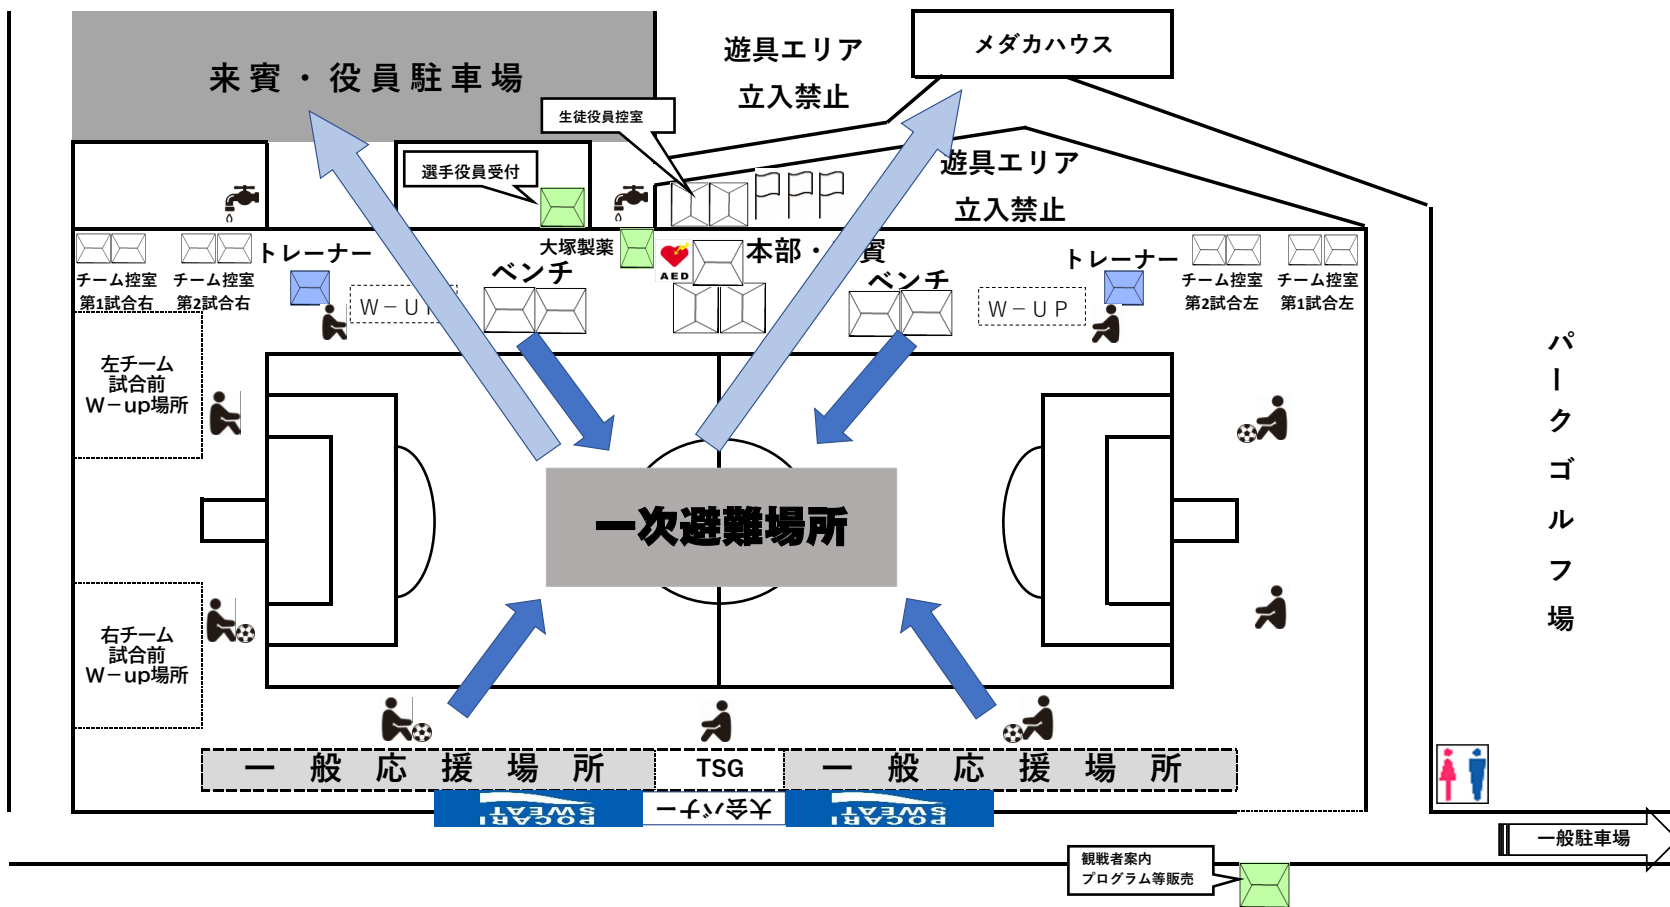 来賓・役員駐車場
遊具エリア
立入禁止
メダカハウス
生徒役員控室
選手役員受付
遊具エリア
立入禁止
大塚製薬
AED
本部・
賓
チーム控室
第1試合右
チーム控室
第2試合右
トレーナー
ベンチ
W－U
ベンチ
W－UP
トレーナー
チーム控室
第2試合左
チーム控室
第1試合左
左チーム
試合前
W－up場所
パークゴルフ場
一次避難場所
右チーム
試合前
W－up場所
一般応援場所
TSG
一般応援場所
POCARI
SWEAT
大会バナー
POCARI
SWEAT
一般駐車場
観戦者案内
プログラム等販売